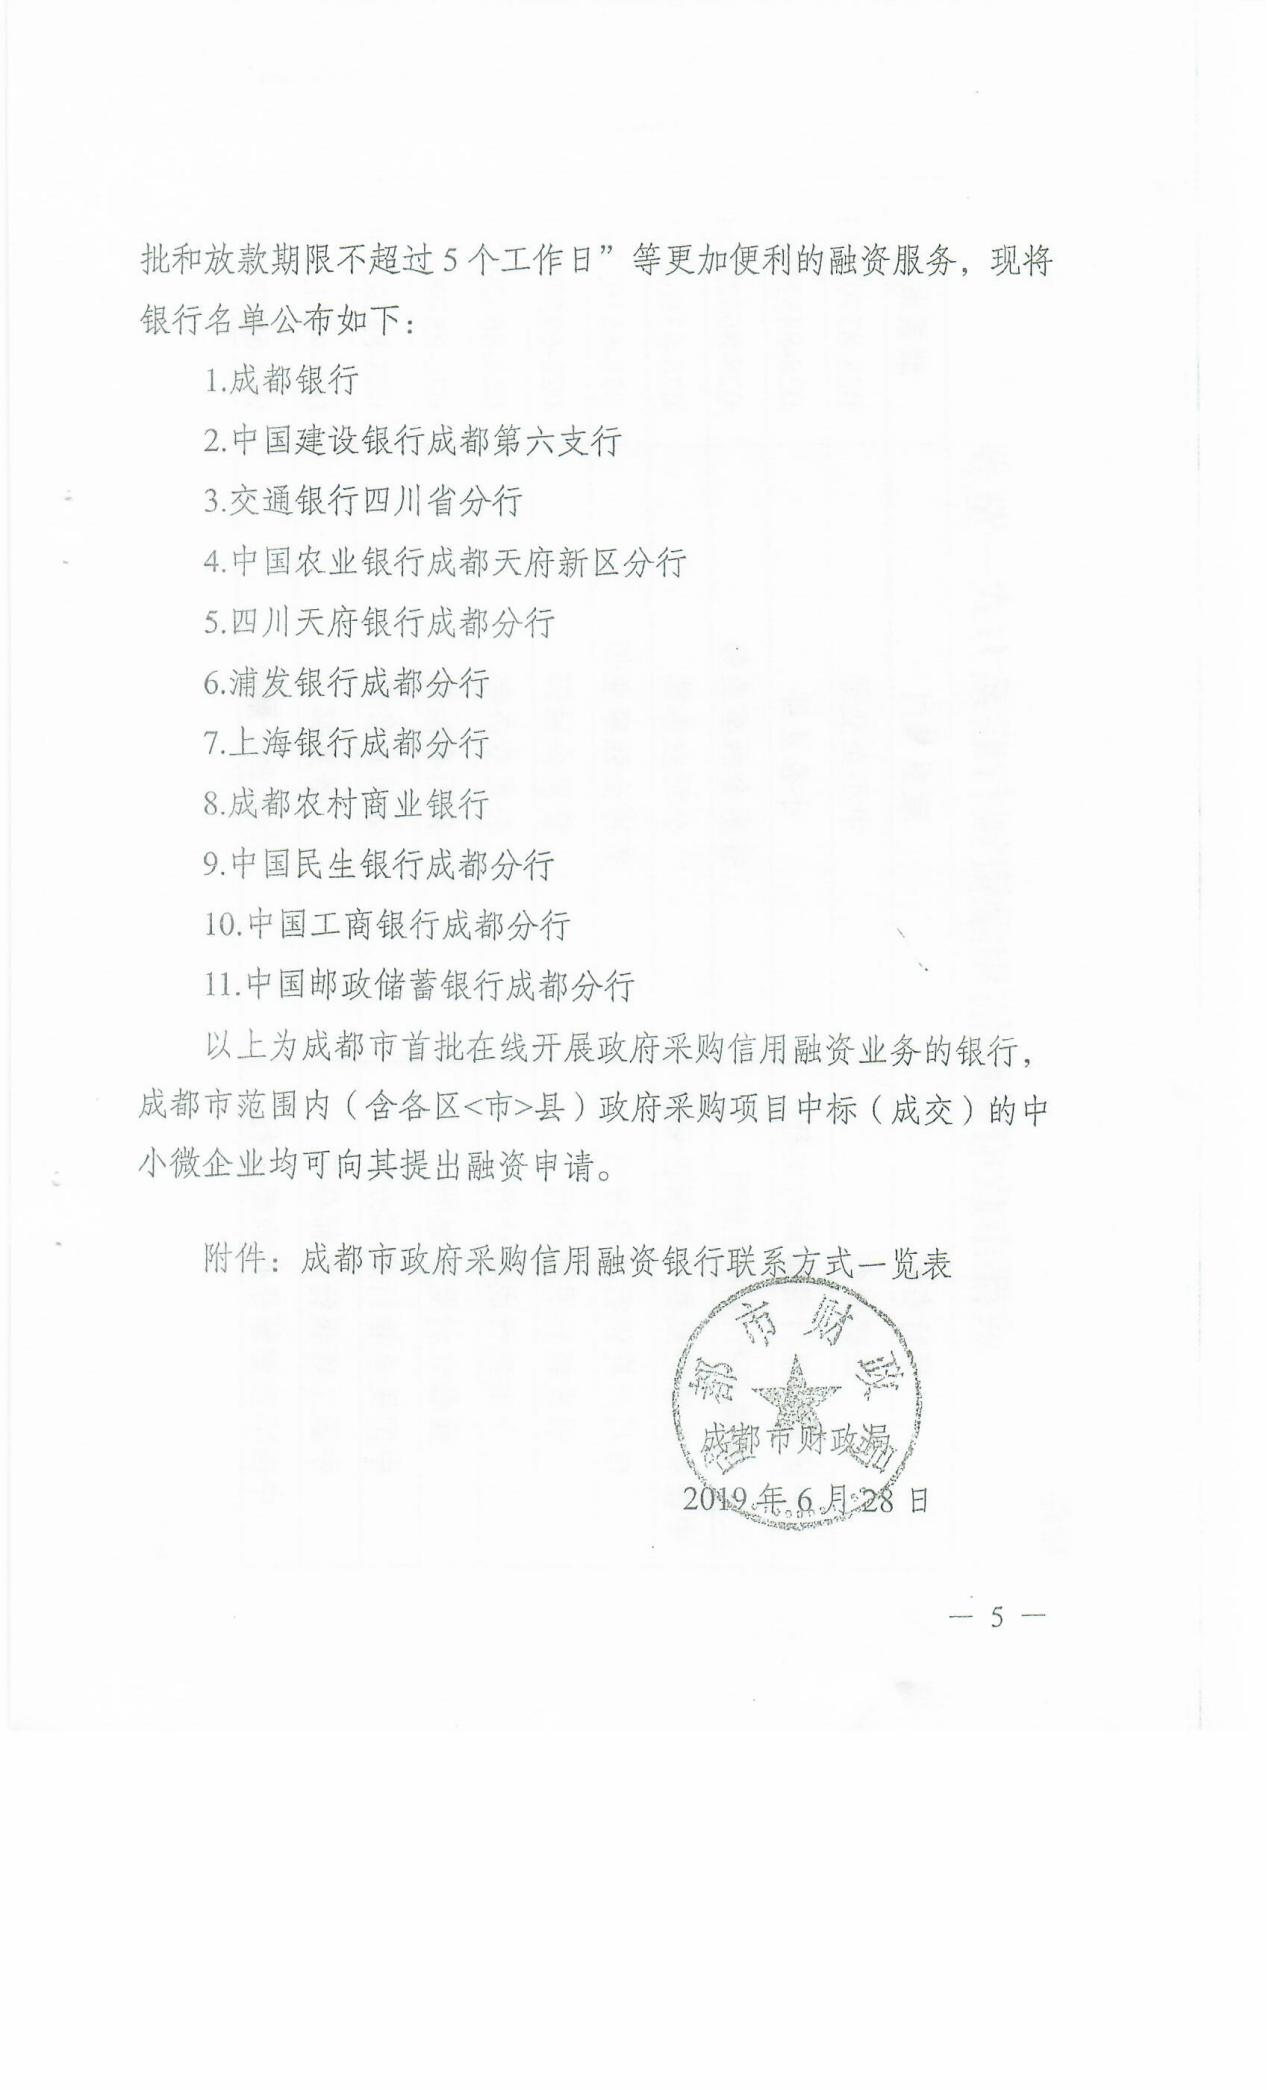 批和放款期限不超过5个工作日”等更加便利的融资服务，现将
银行名单公布如下：
1.成都银行
2.中国建设银行成都第六支行
3.交通银行四川省分行
4.中国农业银行成都天府新区分行
5.四川天府银行成都分行
6.浦发银行成都分行
7.上海银行成都分行
8.成都农村商业银行
9.中国民生银行成都分行
10.中国工商银行成都分行
11.中国邮政储蓄银行成都分行
以上为成都市首批在线开展政府采购信用融资业务的银行，
成都市范围内（含各区<市>县）政府采购项目中标（成交）的中
小微企业均可向其提出融资申请。
附件：成都市政府采购信用融资银行联系方式一览表
成都市财政局
成都市财政局
2019年6月28日
— 5 —